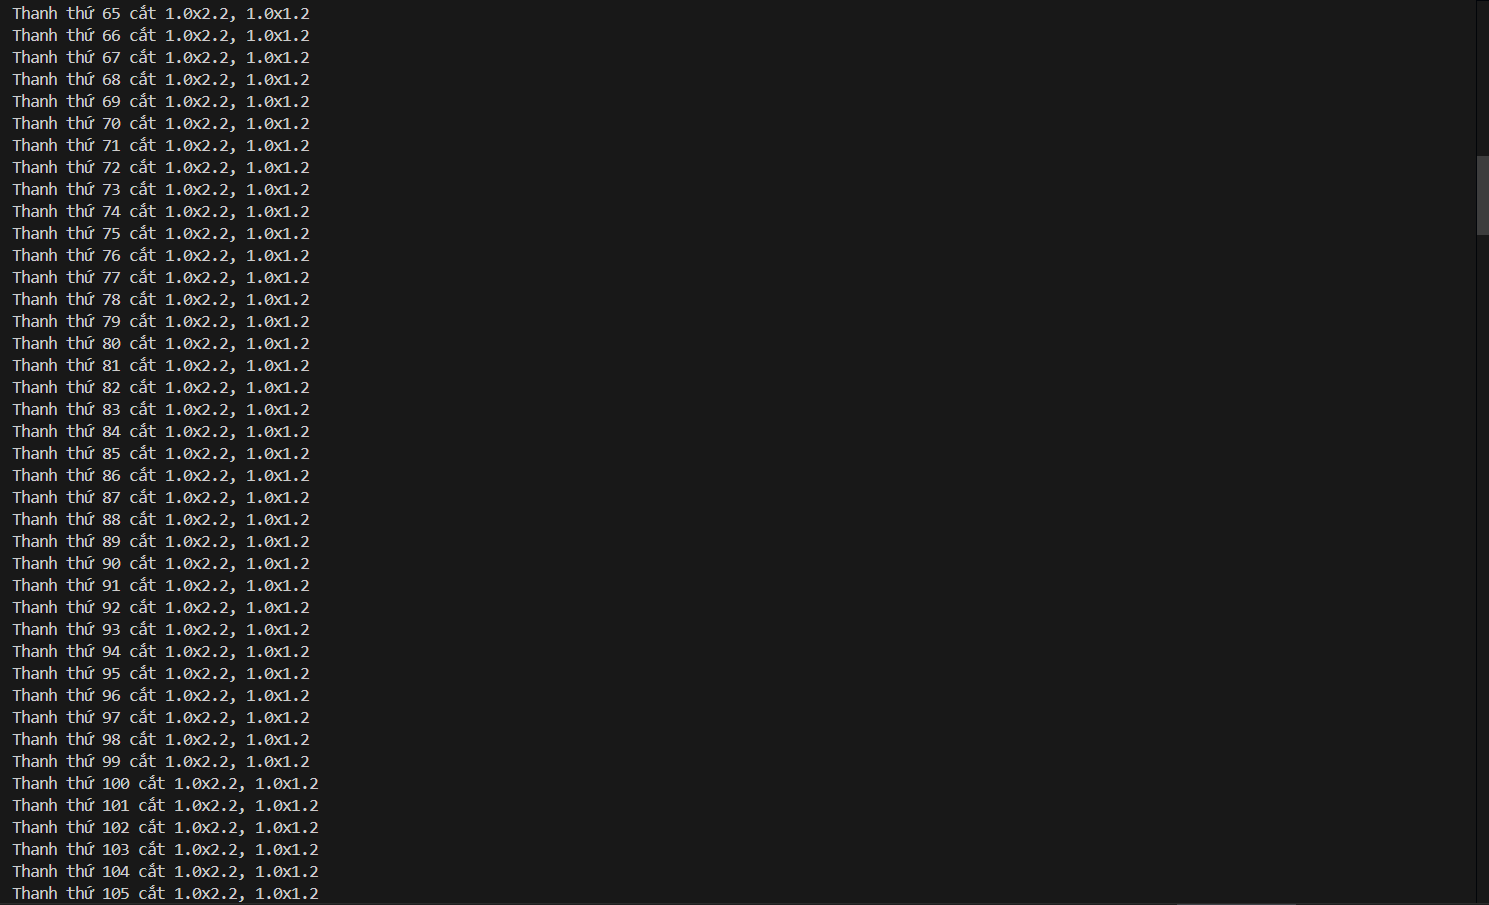 Thanh thứ 65 cắt 1.0x2.2, 1.0x1.2
Thanh thứ 66 cắt 1.0x2.2, 1.0x1.2
Thanh thứ 67 cắt 1.0x2.2, 1.0x1.2
Thanh thứ 68 cắt 1.0x2.2, 1.0x1.2
Thanh thứ 69 cắt 1.0x2.2, 1.0x1.2
Thanh thứ 70 cắt 1.0x2.2, 1.0x1.2
Thanh thứ 71 cắt 1.0x2.2, 1.0x1.2
Thanh thứ 72 cắt 1.0x2.2, 1.0x1.2
Thanh thứ 73 cắt 1.0x2.2, 1.0x1.2
Thanh thứ 74 cắt 1.0x2.2, 1.0x1.2
Thanh thứ 75 cắt 1.0x2.2, 1.0x1.2
Thanh thứ 76 cắt 1.0x2.2, 1.0x1.2
Thanh thứ 77 cắt 1.0x2.2, 1.0x1.2
Thanh thứ 78 cắt 1.0x2.2, 1.0x1.2
Thanh thứ 79 cắt 1.0x2.2, 1.0x1.2
Thanh thứ 80 cắt 1.0x2.2, 1.0x1.2
Thanh thứ 81 cắt 1.0x2.2, 1.0x1.2
Thanh thứ 82 cắt 1.0x2.2, 1.0x1.2
Thanh thứ 83 cắt 1.0x2.2, 1.0x1.2
Thanh thứ 84 cắt 1.0x2.2, 1.0x1.2
Thanh thứ 85 cắt 1.0x2.2, 1.0x1.2
Thanh thứ 86 cắt 1.0x2.2, 1.0x1.2
Thanh thứ 87 cắt 1.0x2.2, 1.0x1.2
Thanh thứ 88 cắt 1.0x2.2, 1.0x1.2
Thanh thứ 89 cắt 1.0x2.2, 1.0x1.2
Thanh thứ 90 cắt 1.0x2.2, 1.0x1.2
Thanh thứ 91 cắt 1.0x2.2, 1.0x1.2
Thanh thứ 92 cắt 1.0x2.2, 1.0x1.2
Thanh thứ 93 cắt 1.0x2.2, 1.0x1.2
Thanh thứ 94 cắt 1.0x2.2, 1.0x1.2
Thanh thứ 95 cắt 1.0x2.2, 1.0x1.2
Thanh thứ 96 cắt 1.0x2.2, 1.0x1.2
Thanh thứ 97 cắt 1.0x2.2, 1.0x1.2
Thanh thứ 98 cắt 1.0x2.2, 1.0x1.2
Thanh thứ 99 cắt 1.0x2.2, 1.0x1.2
Thanh thứ 100 cắt 1.0x2.2, 1.0x1.2
Thanh thứ 101 cắt 1.0x2.2, 1.0x1.2
Thanh thứ 102 cắt 1.0x2.2, 1.0x1.2
Thanh thứ 103 cắt 1.0x2.2, 1.0x1.2
Thanh thứ 104 cắt 1.0x2.2, 1.0x1.2
Thanh thứ 105 cắt 1.0x2.2, 1.0x1.2